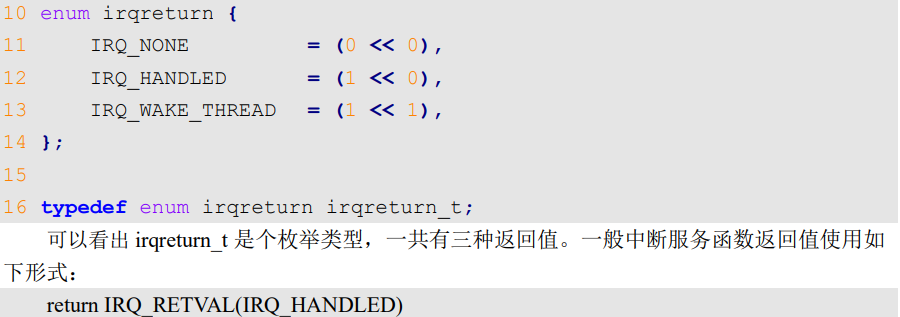 10 enum irqreturn {
11     IRQ_NONE         = (0 << 0),
12     IRQ_HANDLED      = (1 << 0),
13     IRQ_WAKE_THREAD  = (1 << 1),
14 };
15
16 typedef enum irqreturn irqreturn_t;
可以看出 irqreturn_t 是个枚举类型，一共有三种返回值。一般中断服务函数返回值使用如
下形式：
return IRQ_RETVAL(IRQ_HANDLED)